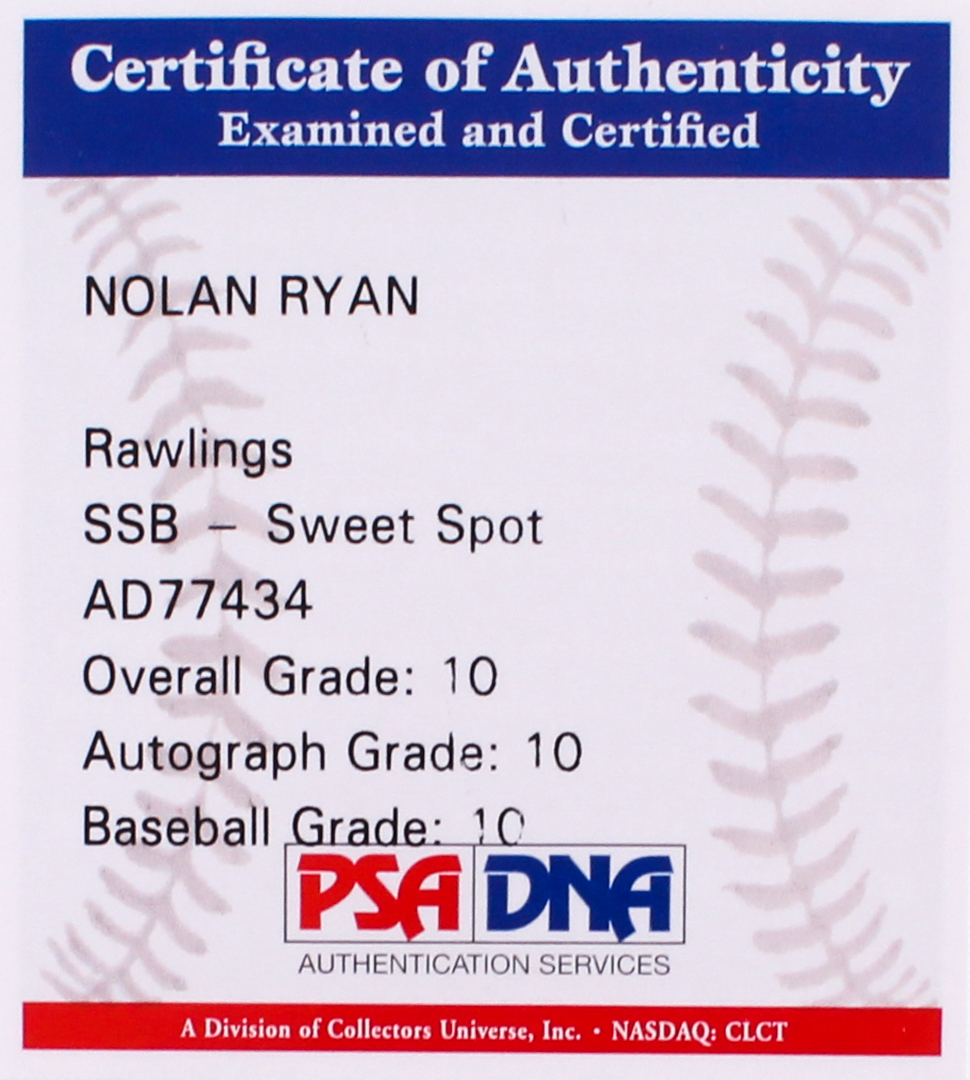 Certificate of Authenticity
Examined and Certified
NOLAN RYAN
Rawlings
SSB – Sweet Spot
AD77434
Overall Grade: 10
Autograph Grade: 10
Baseball Grade: 10
PSA DNA
AUTHENTICATION SERVICES
A Division of Collectors Universe, Inc. • NASDAQ: CLCT